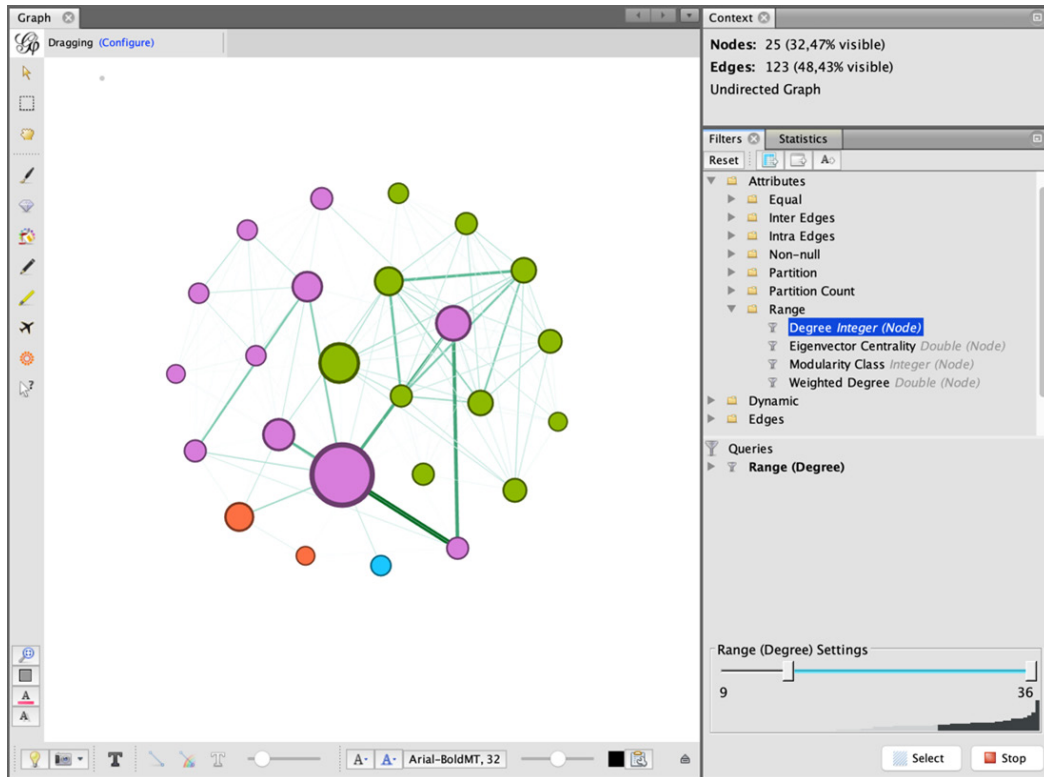 Graph
Dragging (Configure)
Context
Nodes: 25 (32,47% visible)
Edges: 123 (48,43% visible)
Undirected Graph
Filters
Statistics
Reset
Attributes
Equal
Inter Edges
Intra Edges
Non-null
Partition
Partition Count
Range
Degree Integer (Node)
Eigenvector Centrality Double (Node)
Modularity Class Integer (Node)
Weighted Degree Double (Node)
Dynamic
Edges
Queries
Range (Degree)
Range (Degree) Settings
9 36
T T A- A- Arial-BoldMT, 32
Select
Stop